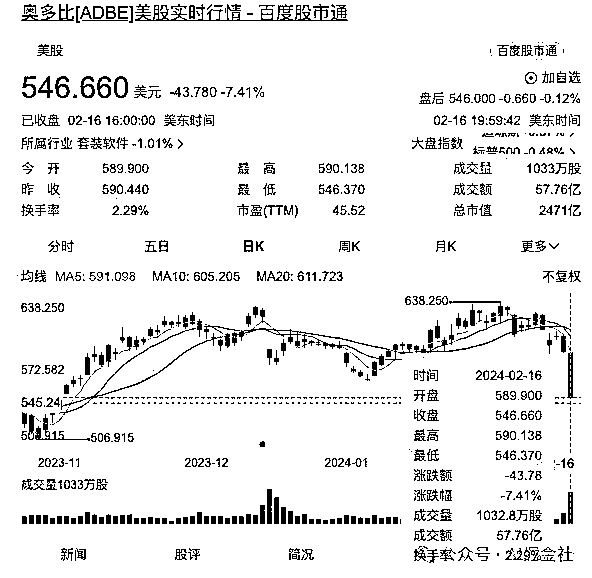 奥多比[ADBE]美股实时行情 - 百度股市通
美股
百度股市通
546.660 美元 -43.780 -7.41%
加自选
盘后 546.000 -0.660 -0.12%
已收盘 02-16 16:00:00 美东时间
02-16 19:59:42 美东时间
所属行业 套装软件 -1.01%
大盘指数
标普500 -0.48%
今开 589.900 最高 590.138 成交量 1033万股
昨收 590.440 最低 546.370 成交额 57.76亿
换手率 2.29% 市盈(TTM) 45.52 总市值 2471亿
分时 五日 日K 周K 月K 更多
均线 MA5: 591.098 MA10: 605.205 MA20: 611.723 不复权
638.250
638.250
572.582
545.24
506.915
506.915
2023-11 2023-12 2024-01
-16
时间 2024-02-16
开盘 589.900
收盘 546.660
最高 590.138
最低 546.370
涨跌额 -43.78
涨跌幅 -7.41%
成交量 1032.8万股
成交额 57.76亿
换手率 2.29%
成交量1033万股
新闻 股评 简况